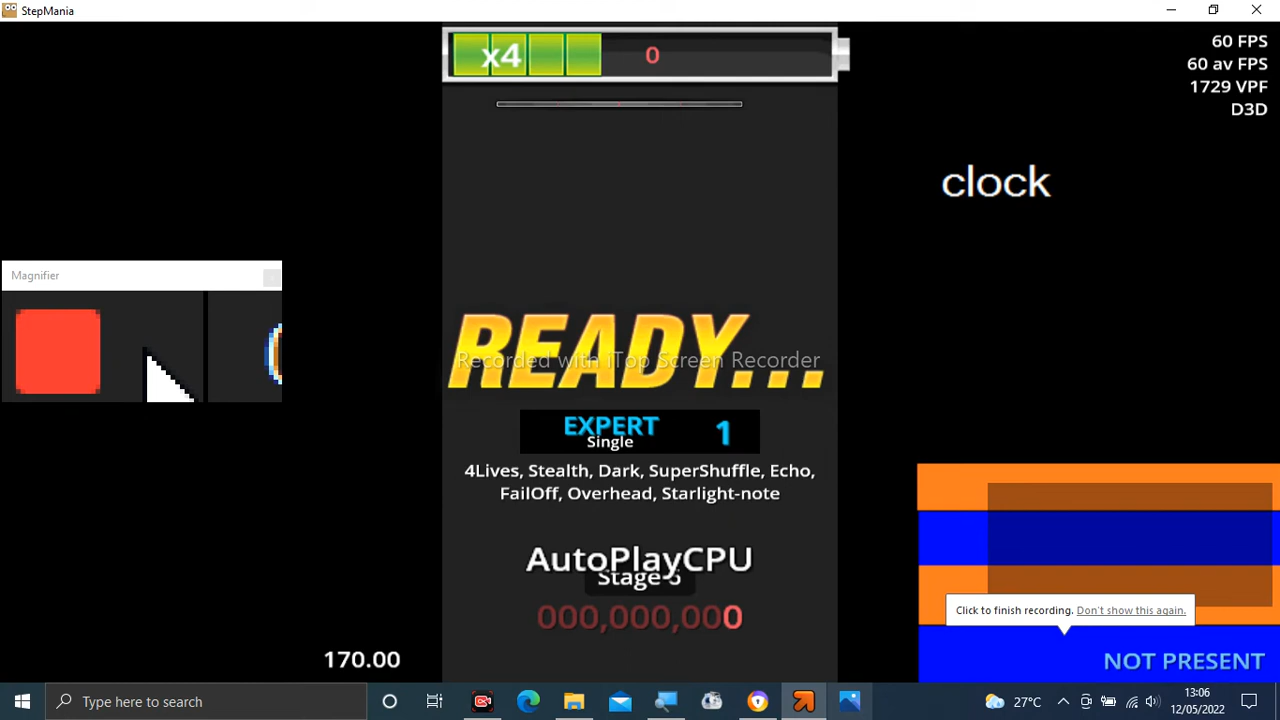 StepMania
x4
0
60 FPS
60 av FPS
1729 VPF
D3D
clock
Magnifier
READY...
Recorded with iTop Screen Recorder
EXPERT 1
Single
4Lives, Stealth, Dark, SuperShuffle, Echo,
FailOff, Overhead, Starlight-note
AutoPlayCPU
Stage 6
000,000,000
170.00
Click to finish recording. Don't show this again.
NOT PRESENT
Type here to search
27°C
13:06
12/05/2022